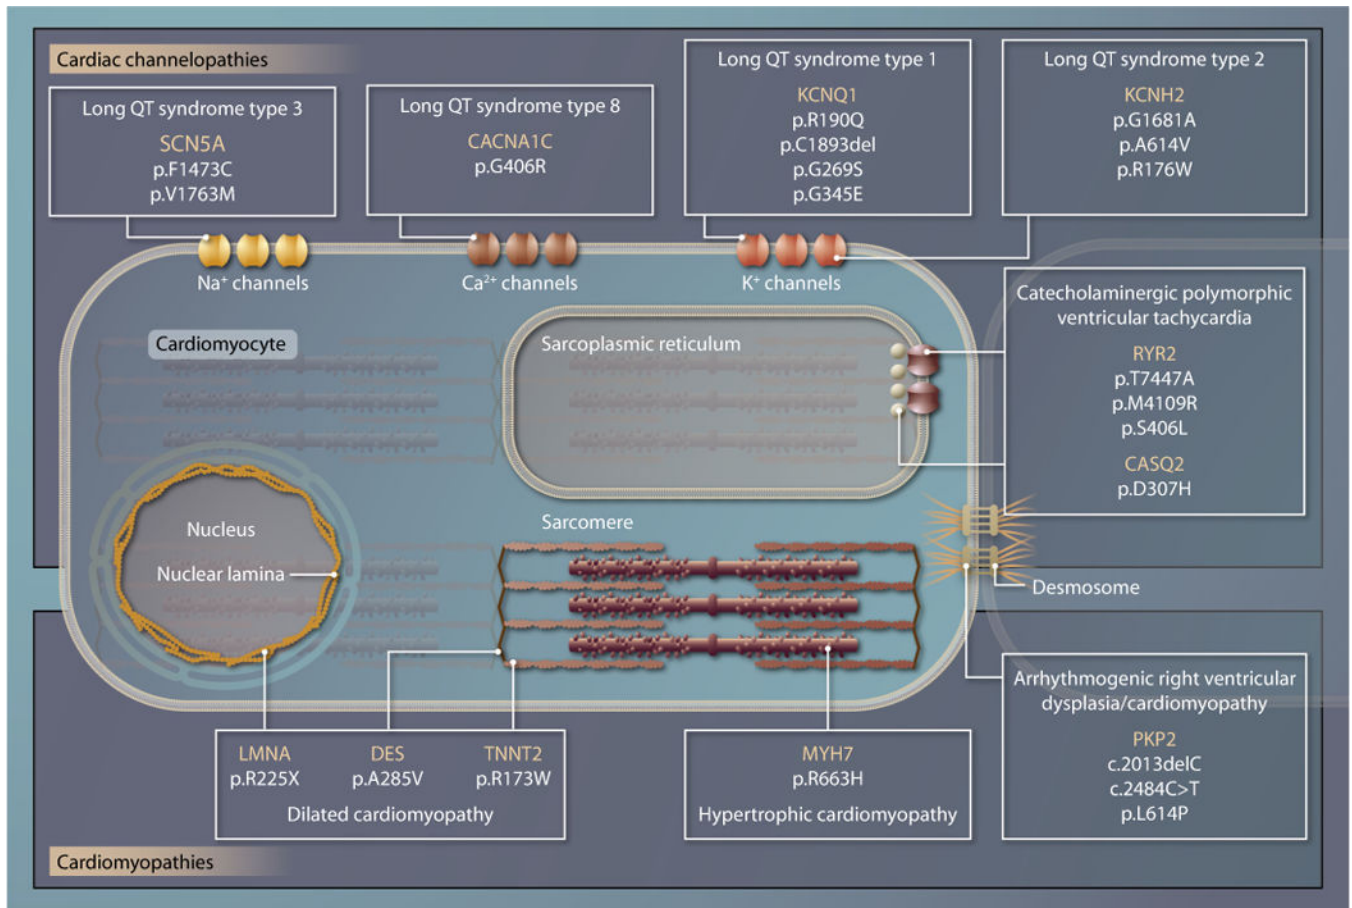 Cardiac channelopathies
Long QT syndrome type 3
SCN5A
p.F1473C
p.V1763M
Long QT syndrome type 8
CACNA1C
p.G406R
Long QT syndrome type 1
KCNQ1
p.R190Q
p.C1893del
p.G269S
p.G345E
Long QT syndrome type 2
KCNH2
p.G1681A
p.A614V
p.R176W
Na⁺ channels
Ca²⁺ channels
K⁺ channels
Catecholaminergic polymorphic
ventricular tachycardia
RYR2
p.T7447A
p.M4109R
p.S406L
CASQ2
p.D307H
Cardiomyocyte
Sarcoplasmic reticulum
Nucleus
Nuclear lamina
Sarcomere
Desmosome
Arrhythmogenic right ventricular
dysplasia/cardiomyopathy
PKP2
c.2013delC
c.2484C>T
p.L614P
LMNA
p.R225X
DES
p.A285V
TNNT2
p.R173W
Dilated cardiomyopathy
MYH7
p.R663H
Hypertrophic cardiomyopathy
Cardiomyopathies